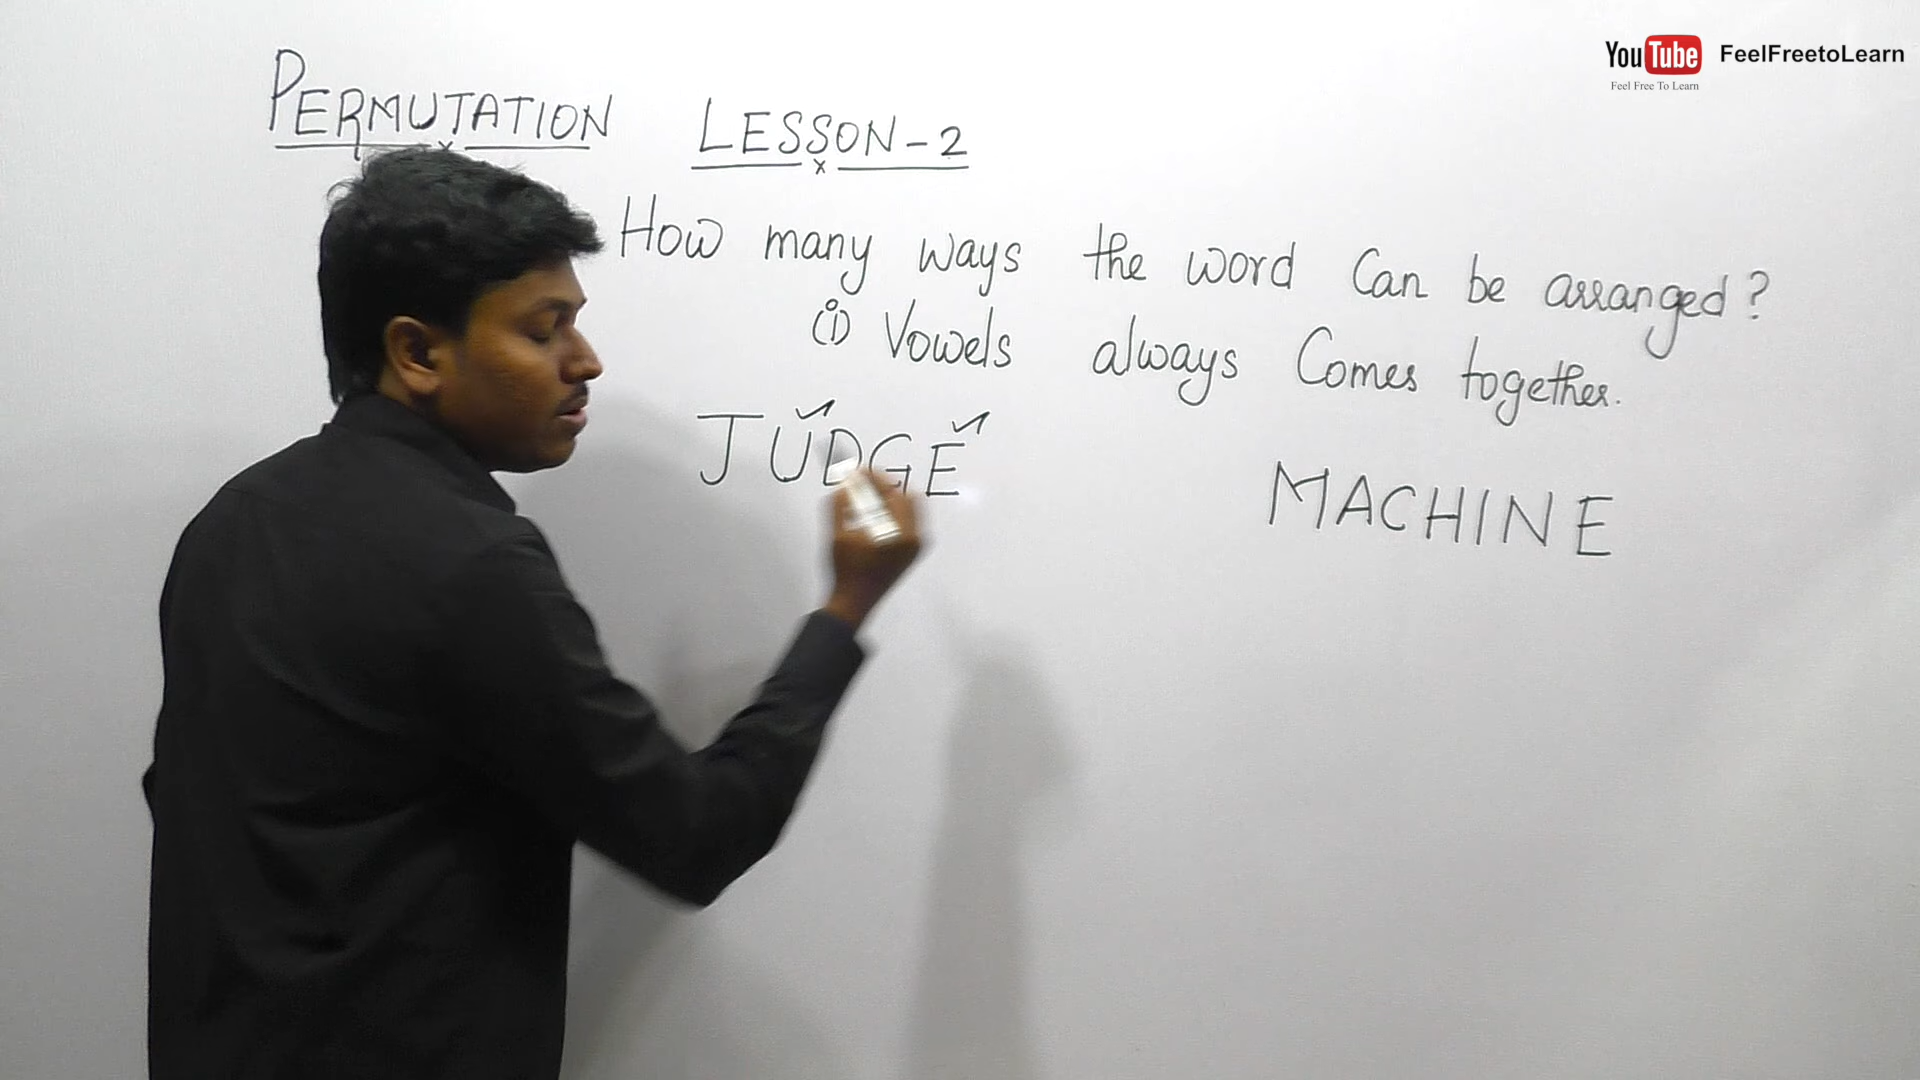 YouTube FeelFreetoLearn
Feel Free To Learn
PERMUTATION LESSON-2
How many ways the word Can be arranged?
(i) Vowels always Comes together.
JUDGE MACHINE